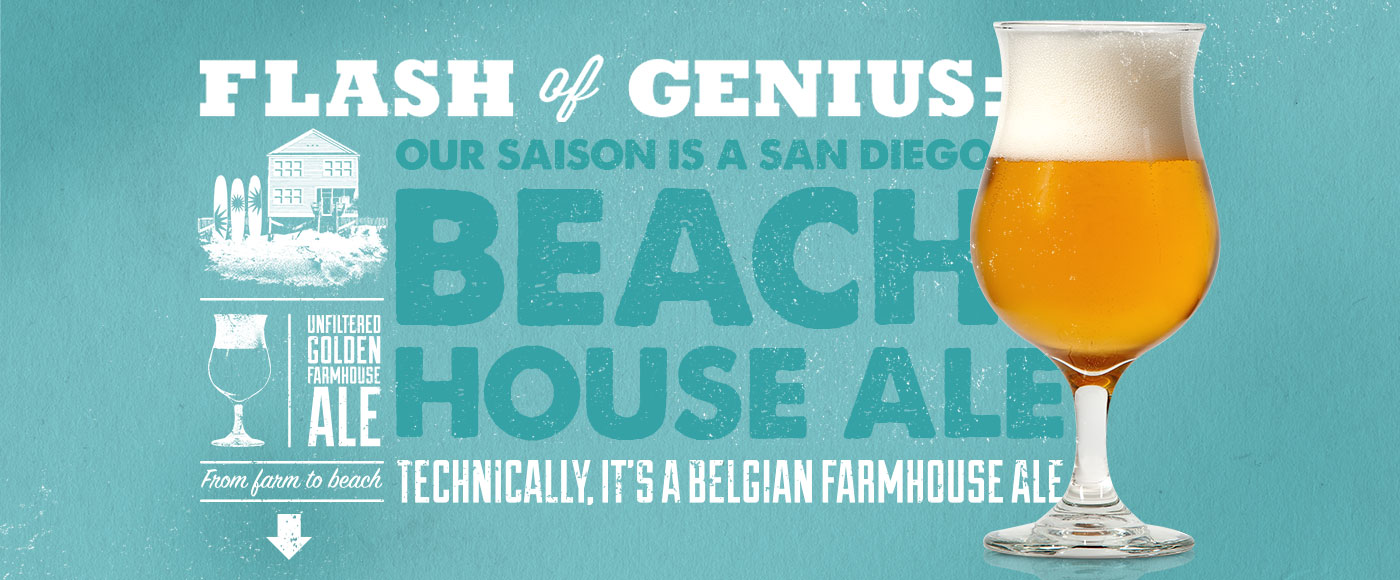 FLASH of GENIUS:
OUR SAISON IS A SAN DIEGO
BEACH
HOUSE ALE
TECHNICALLY, IT'S A BELGIAN FARMHOUSE ALE
UNFILTERED
GOLDEN
FARMHOUSE
ALE
From farm to beach